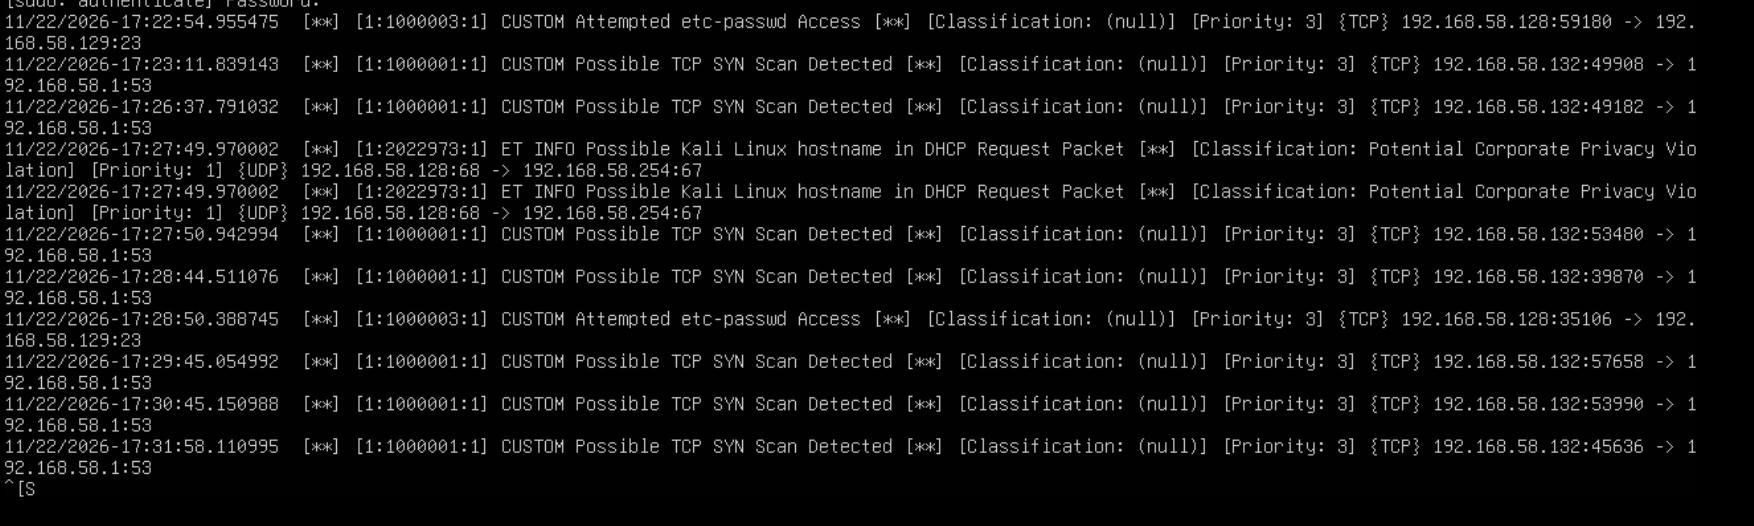 [sudo: authenticate] Password:
11/22/2026-17:22:54.955475  [**] [1:1000003:1] CUSTOM Attempted etc-passwd Access [**] [Classification: (null)] [Priority: 3] {TCP} 192.168.58.128:59180 -> 192.
168.58.129:23
11/22/2026-17:23:11.839143  [**] [1:1000001:1] CUSTOM Possible TCP SYN Scan Detected [**] [Classification: (null)] [Priority: 3] {TCP} 192.168.58.132:49908 -> 1
92.168.58.1:53
11/22/2026-17:26:37.791032  [**] [1:1000001:1] CUSTOM Possible TCP SYN Scan Detected [**] [Classification: (null)] [Priority: 3] {TCP} 192.168.58.132:49182 -> 1
92.168.58.1:53
11/22/2026-17:27:49.970002  [**] [1:2022973:1] ET INFO Possible Kali Linux hostname in DHCP Request Packet [**] [Classification: Potential Corporate Privacy Vio
lation] [Priority: 1] {UDP} 192.168.58.128:68 -> 192.168.58.254:67
11/22/2026-17:27:49.970002  [**] [1:2022973:1] ET INFO Possible Kali Linux hostname in DHCP Request Packet [**] [Classification: Potential Corporate Privacy Vio
lation] [Priority: 1] {UDP} 192.168.58.128:68 -> 192.168.58.254:67
11/22/2026-17:27:50.942994  [**] [1:1000001:1] CUSTOM Possible TCP SYN Scan Detected [**] [Classification: (null)] [Priority: 3] {TCP} 192.168.58.132:53480 -> 1
92.168.58.1:53
11/22/2026-17:28:44.511076  [**] [1:1000001:1] CUSTOM Possible TCP SYN Scan Detected [**] [Classification: (null)] [Priority: 3] {TCP} 192.168.58.132:39870 -> 1
92.168.58.1:53
11/22/2026-17:28:50.388745  [**] [1:1000003:1] CUSTOM Attempted etc-passwd Access [**] [Classification: (null)] [Priority: 3] {TCP} 192.168.58.128:35106 -> 192.
168.58.129:23
11/22/2026-17:29:45.054992  [**] [1:1000001:1] CUSTOM Possible TCP SYN Scan Detected [**] [Classification: (null)] [Priority: 3] {TCP} 192.168.58.132:57658 -> 1
92.168.58.1:53
11/22/2026-17:30:45.150988  [**] [1:1000001:1] CUSTOM Possible TCP SYN Scan Detected [**] [Classification: (null)] [Priority: 3] {TCP} 192.168.58.132:53990 -> 1
92.168.58.1:53
11/22/2026-17:31:58.110995  [**] [1:1000001:1] CUSTOM Possible TCP SYN Scan Detected [**] [Classification: (null)] [Priority: 3] {TCP} 192.168.58.132:45636 -> 1
92.168.58.1:53
^[S